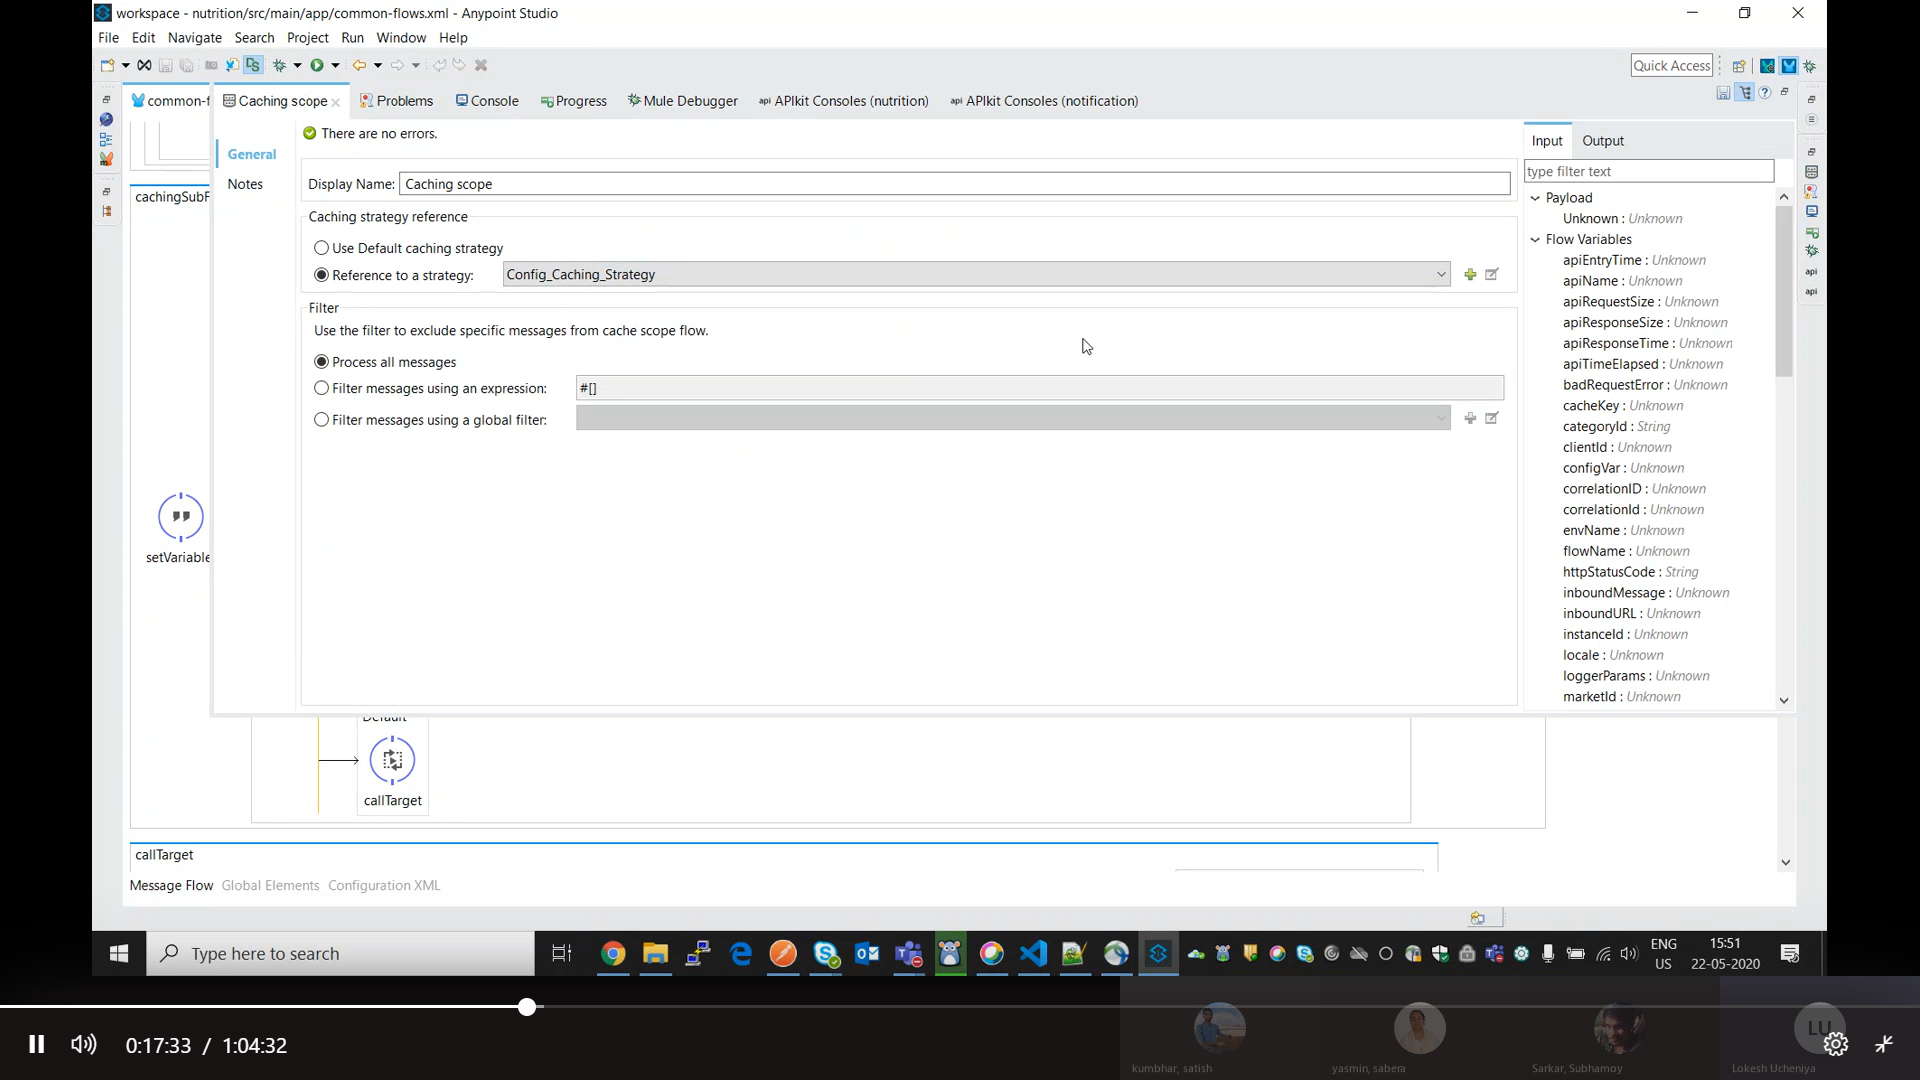 workspace - nutrition/src/main/app/common-flows.xml - Anypoint Studio
File Edit Navigate Search Project Run Window Help
Quick Access
common-f Caching scope Problems Console Progress Mule Debugger api APIkit Consoles (nutrition) api APIkit Consoles (notification)
There are no errors.
General
Notes
Display Name: Caching scope
Caching strategy reference
Use Default caching strategy
Reference to a strategy: Config_Caching_Strategy
Filter
Use the filter to exclude specific messages from cache scope flow.
Process all messages
Filter messages using an expression: #[]
Filter messages using a global filter:
Input Output
type filter text
Payload
Unknown : Unknown
Flow Variables
apiEntryTime : Unknown
apiName : Unknown
apiRequestSize : Unknown
apiResponseSize : Unknown
apiResponseTime : Unknown
apiTimeElapsed : Unknown
badRequestError : Unknown
cacheKey : Unknown
categoryId : String
clientId : Unknown
configVar : Unknown
correlationID : Unknown
correlationId : Unknown
envName : Unknown
flowName : Unknown
httpStatusCode : String
inboundMessage : Unknown
inboundURL : Unknown
instanceId : Unknown
locale : Unknown
loggerParams : Unknown
marketId : Unknown
api
api
cachingSubF
setVariable
Default
callTarget
callTarget
Message Flow Global Elements Configuration XML
Type here to search
ENG
US
15:51
22-05-2020
0:17:33 / 1:04:32
LU
kumbhar, satish
yasmin, sabera
Sarkar, Subhamoy
Lokesh Ucheniya